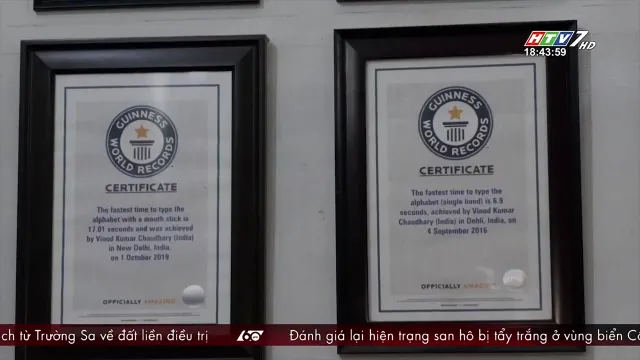 HTV7 HD
18:43:59
GUINNESS
WORLD RECORDS
CERTIFICATE
The fastest time to type the
alphabet with a mouth stick is
17.01 seconds and was achieved
by Vinod Kumar Chaudhary (India)
in New Delhi, India,
on 1 October 2019
OFFICIALLY AMAZING
GUINNESS
WORLD RECORDS
CERTIFICATE
The fastest time to type the
alphabet (single hand) is 6.9
seconds, achieved by Vinod Kumar
Chaudhary (India) in Dehli, India, on
4 September 2016
OFFICIALLY AMAZING
ch từ Trường Sa về đất liền điều trị
Đánh giá lại hiện trạng san hô bị tẩy trắng ở vùng biển C